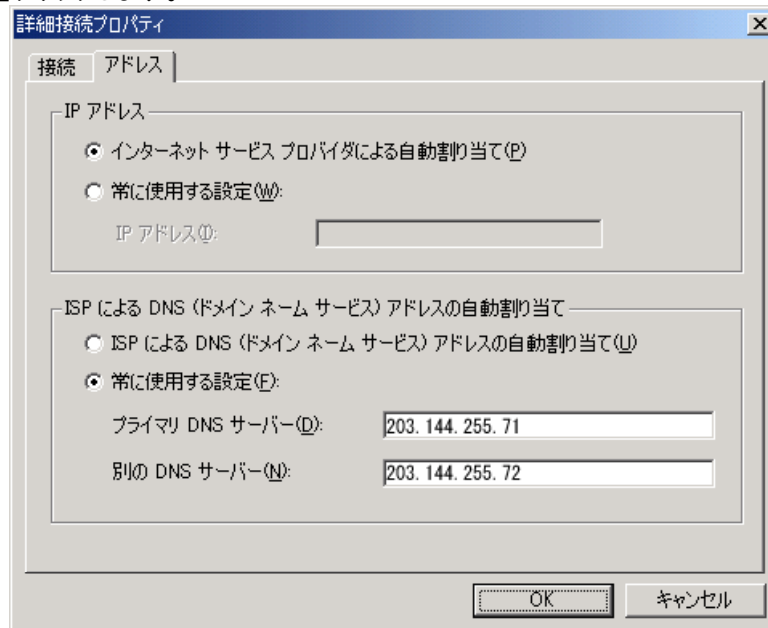 詳細接続プロパティ
接続 アドレス
IP アドレス
インターネット サービス プロバイダによる自動割り当て(P)
常に使用する設定(W):
IP アドレス(I):
ISP による DNS (ドメイン ネーム サービス) アドレスの自動割り当て
ISP による DNS (ドメイン ネーム サービス) アドレスの自動割り当て(U)
常に使用する設定(F):
プライマリ DNS サーバー(D): 203.144.255.71
別の DNS サーバー(N): 203.144.255.72
OK キャンセル